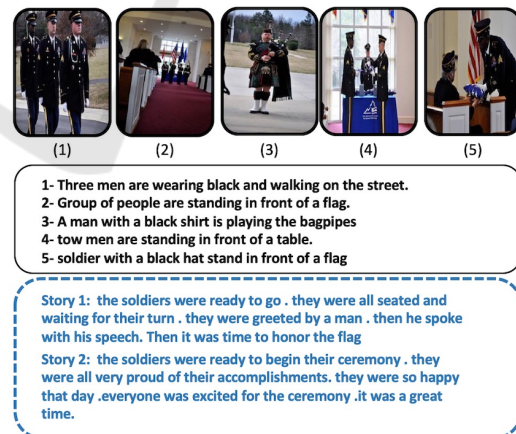 (1) (2) (3) (4) (5)
1- Three men are wearing black and walking on the street.
2- Group of people are standing in front of a flag.
3- A man with a black shirt is playing the bagpipes
4- tow men are standing in front of a table.
5- soldier with a black hat stand in front of a flag
Story 1: the soldiers were ready to go . they were all seated and
waiting for their turn . they were greeted by a man . then he spoke
with his speech. Then it was time to honor the flag
Story 2: the soldiers were ready to begin their ceremony . they
were all very proud of their accomplishments. they were so happy
that day .everyone was excited for the ceremony .it was a great
time.